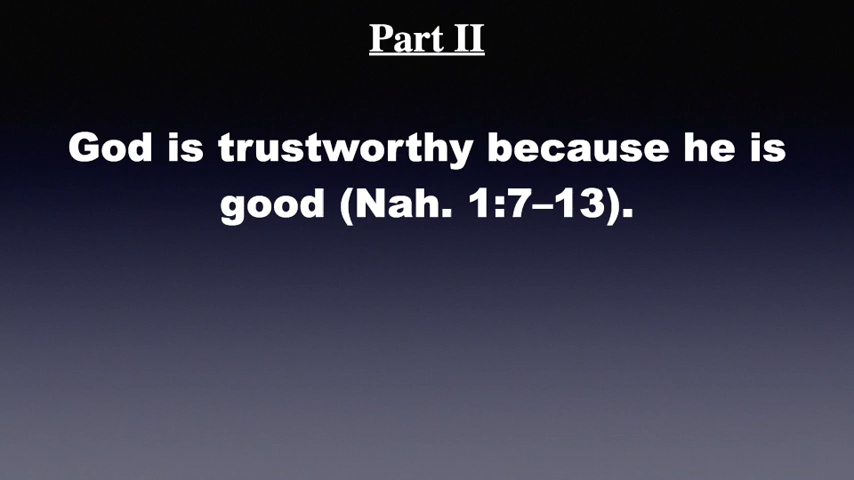 Part II
God is trustworthy because he is
good (Nah. 1:7–13).